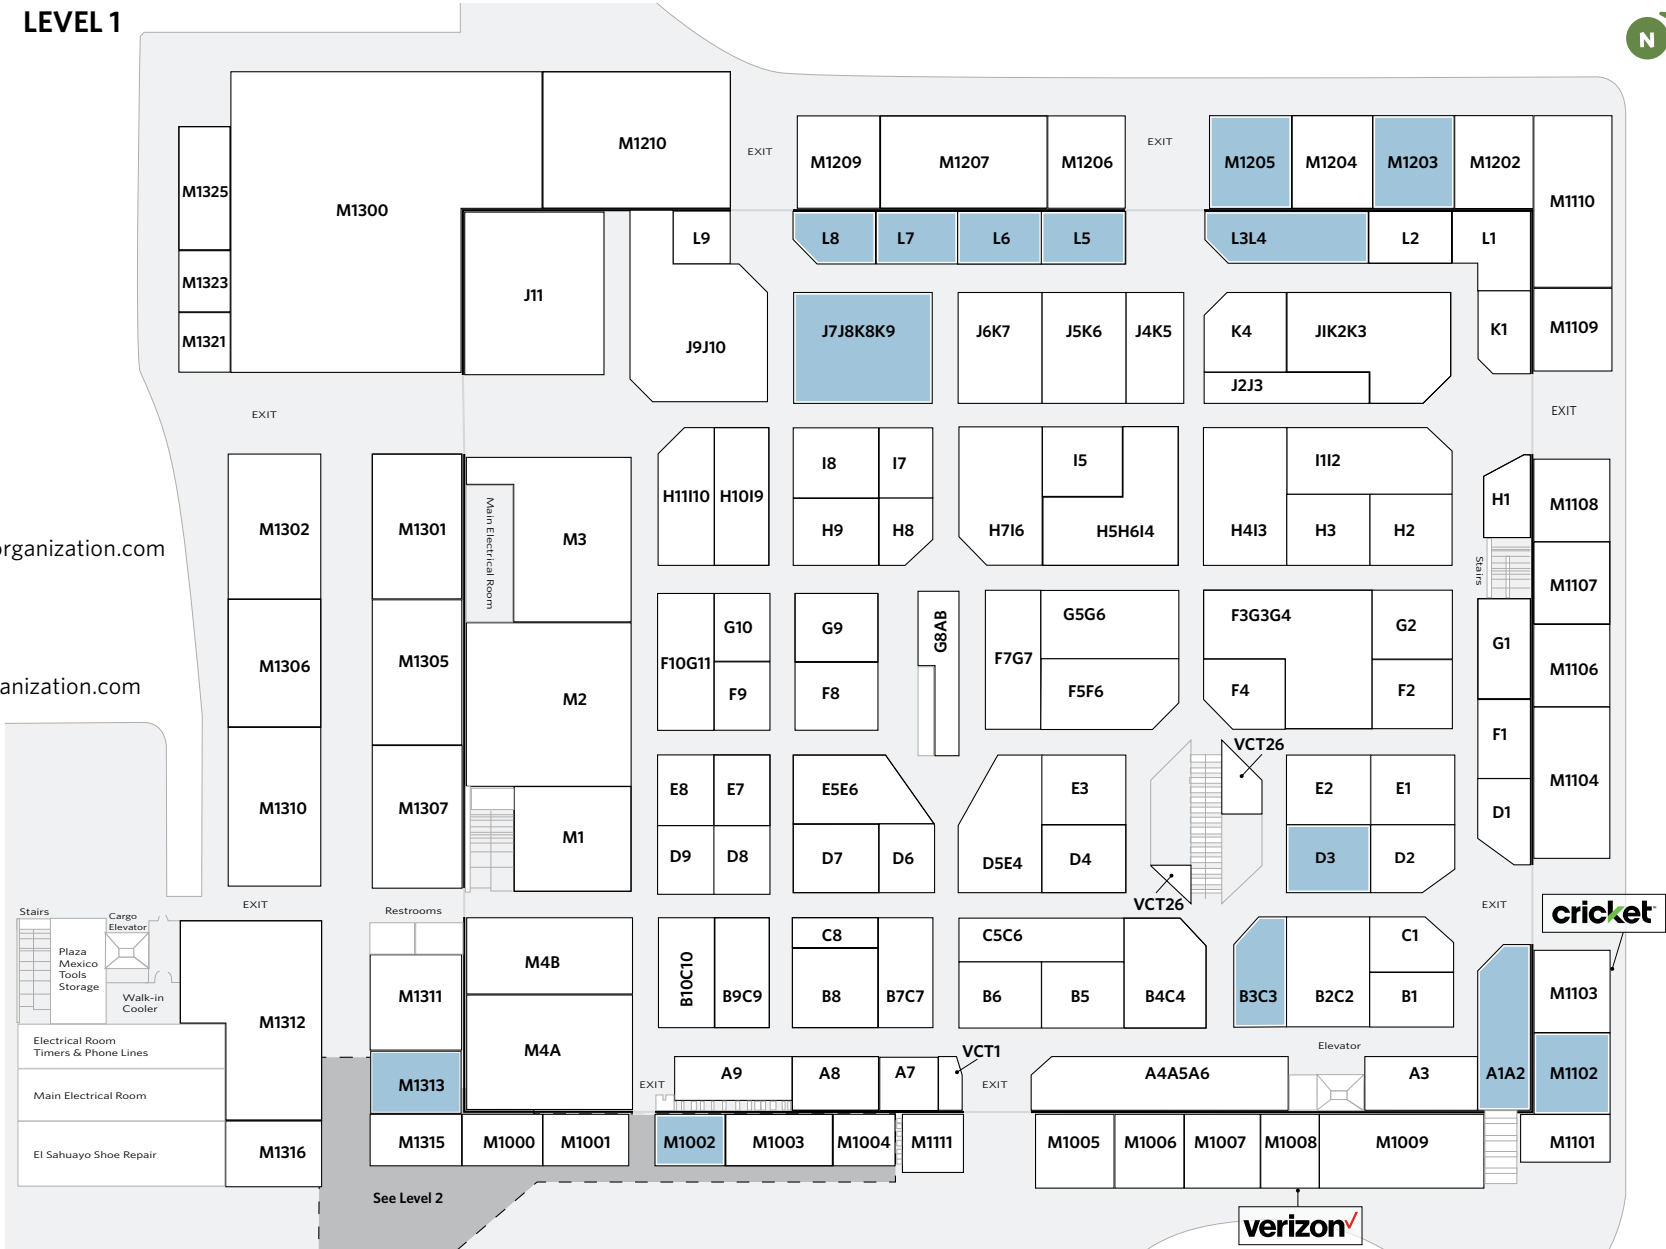 LEVEL 1
N
M1210
EXIT
M1209
M1207
M1206
EXIT
M1205
M1204
M1203
M1202
M1110
M1325
M1300
L9
L8
L7
L6
L5
L3L4
L2
L1
M1323
M1321
J11
J9J10
J7J8K8K9
J6K7
J5K6
J4K5
K4
JIK2K3
J2J3
K1
M1109
EXIT
EXIT
M1302
M1301
Main Electrical Room
M3
H11I10
H10I9
I8
I7
H9
H8
H7I6
I5
H5H6I4
H4I3
I1I2
H3
H2
H1
M1108
Stairs
M1107
organization.com
M1306
M1305
M2
F10G11
G10
F9
G9
F8
G8AB
F7G7
G5G6
F5F6
F3G3G4
F4
G2
F2
G1
M1106
anization.com
F1
M1104
VCT26
M1310
M1307
M1
E8
E7
D9
D8
E5E6
D7
D6
D5E4
E3
D4
E2
E1
D3
D2
D1
VCT26
EXIT
EXIT
cricket
Stairs
Cargo
Elevator
Plaza
Mexico
Tools
Storage
Walk-in
Cooler
Restrooms
M1311
M1312
M4B
M4A
B10C10
B9C9
C8
B8
B7C7
C5C6
B6
B5
B4C4
B3C3
B2C2
C1
B1
A1A2
M1103
M1102
Electrical Room
Timers & Phone Lines
Main Electrical Room
El Sahuayo Shoe Repair
M1313
EXIT
A9
A8
A7
VCT1
EXIT
A4A5A6
Elevator
A3
M1316
M1315
M1000
M1001
M1002
M1003
M1004
M1111
M1005
M1006
M1007
M1008
M1009
M1101
See Level 2
verizon